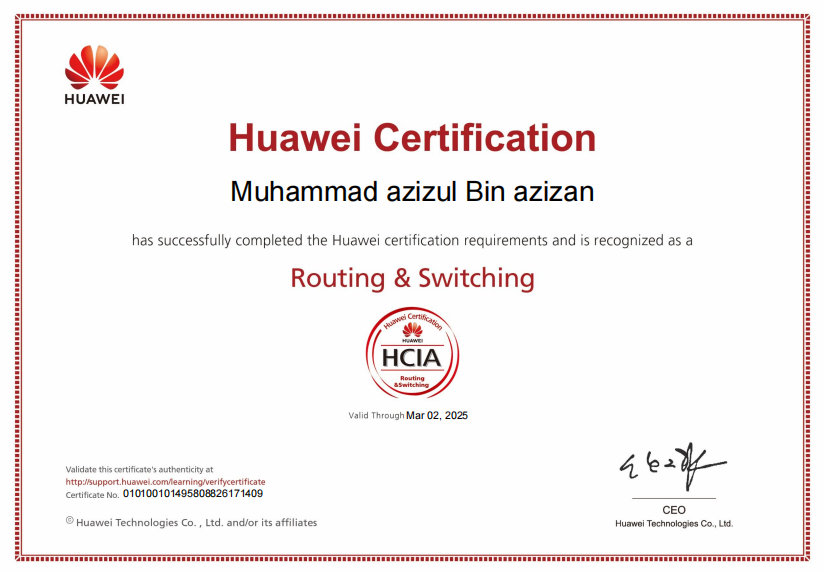 HUAWEI
Huawei Certification
Muhammad azizul Bin azizan
has successfully completed the Huawei certification requirements and is recognized as a
Routing & Switching
Huawei Certification
HUAWEI
HCIA
Routing
&Switching
Valid Through Mar 02, 2025
Validate this certificate's authenticity at
http://support.huawei.com/learning/verifycertificate
Certificate No. 010100101495808826171409
© Huawei Technologies Co. , Ltd. and/or its affiliates
CEO
Huawei Technologies Co., Ltd.